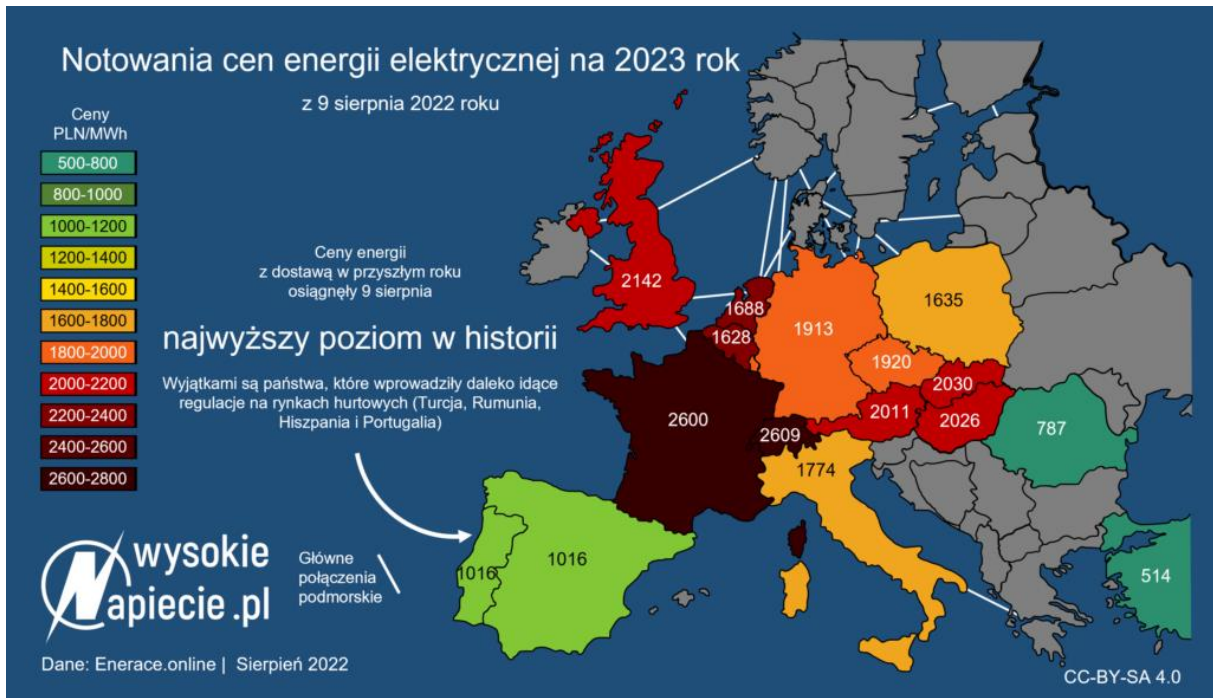 Notowania cen energii elektrycznej na 2023 rok
z 9 sierpnia 2022 roku
Ceny
PLN/MWh
500-800
800-1000
1000-1200
1200-1400
1400-1600
1600-1800
1800-2000
2000-2200
2200-2400
2400-2600
2600-2800
Ceny energii
z dostawą w przyszłym roku
osiągnęły 9 sierpnia
najwyższy poziom w historii
Wyjątkami są państwa, które wprowadziły daleko idące
regulacje na rynkach hurtowych (Turcja, Rumunia,
Hiszpania i Portugalia)
2142
1688
1628
1913
1635
1920
2030
2011
2026
787
2600
2609
1774
1016
1016
514
wysokie
Napiecie.pl
Główne
połączenia
podmorskie
Dane: Enerace.online | Sierpień 2022
CC-BY-SA 4.0